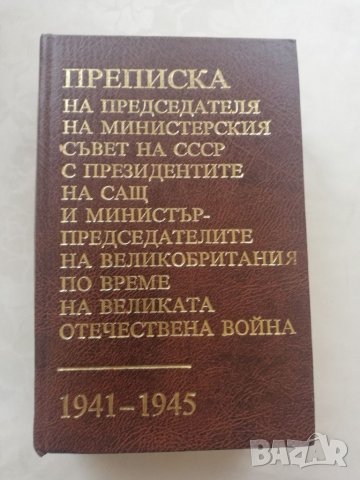 ПРЕПИСКА
НА ПРЕДСЕДАТЕЛЯ
НА МИНИСТЕРСКИЯ
СЪВЕТ НА СССР
С ПРЕЗИДЕНТИТЕ
НА САЩ
И МИНИСТЪР-
ПРЕДСЕДАТЕЛИТЕ
НА ВЕЛИКОБРИТАНИЯ
ПО ВРЕМЕ
НА ВЕЛИКАТА
ОТЕЧЕСТВЕНА ВОЙНА
1941-1945
BAZAR